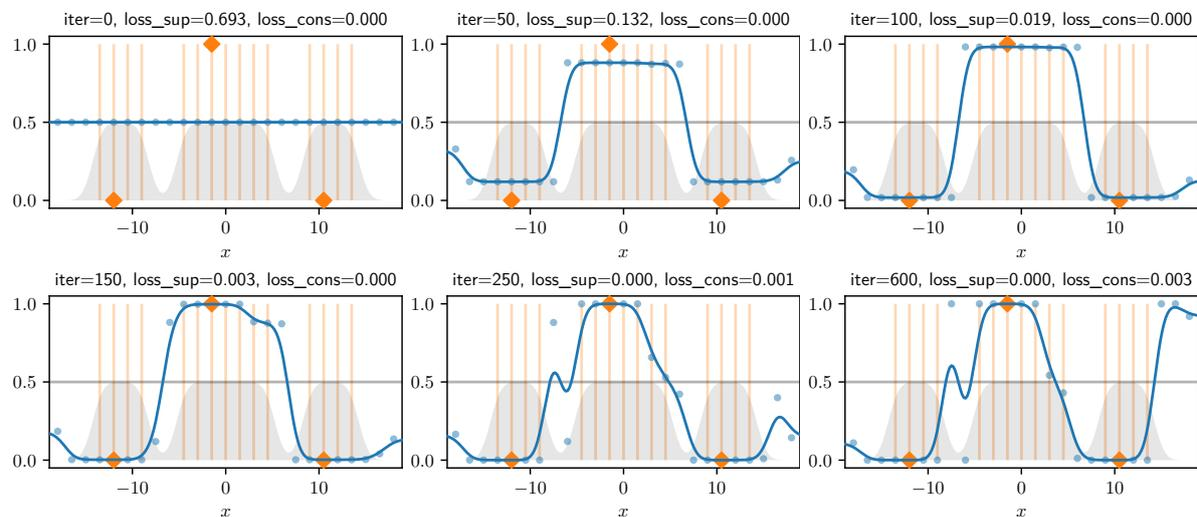 iter=0, loss_sup=0.693, loss_cons=0.000
iter=50, loss_sup=0.132, loss_cons=0.000
iter=100, loss_sup=0.019, loss_cons=0.000
1.0
0.5
0.0
−10 0 10
x
1.0
0.5
0.0
−10 0 10
x
1.0
0.5
0.0
−10 0 10
x
iter=150, loss_sup=0.003, loss_cons=0.000
iter=250, loss_sup=0.000, loss_cons=0.001
iter=600, loss_sup=0.000, loss_cons=0.003
1.0
0.5
0.0
−10 0 10
x
1.0
0.5
0.0
−10 0 10
x
1.0
0.5
0.0
−10 0 10
x